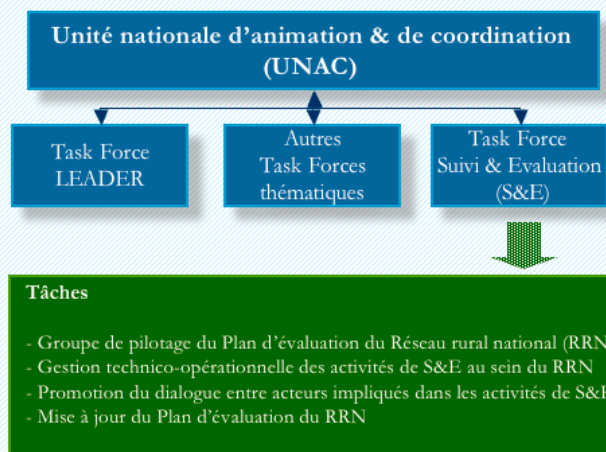 Unité nationale d'animation & de coordination
(UNAC)
Task Force
LEADER
Autres
Task Forces
thématiques
Task Force
Suivi & Evaluation
(S&E)
Tâches
- Groupe de pilotage du Plan d'évaluation du Réseau rural national (RRN
- Gestion technico-opérationnelle des activités de S&E au sein du RRN
- Promotion du dialogue entre acteurs impliqués dans les activités de S&E
- Mise à jour du Plan d'évaluation du RRN